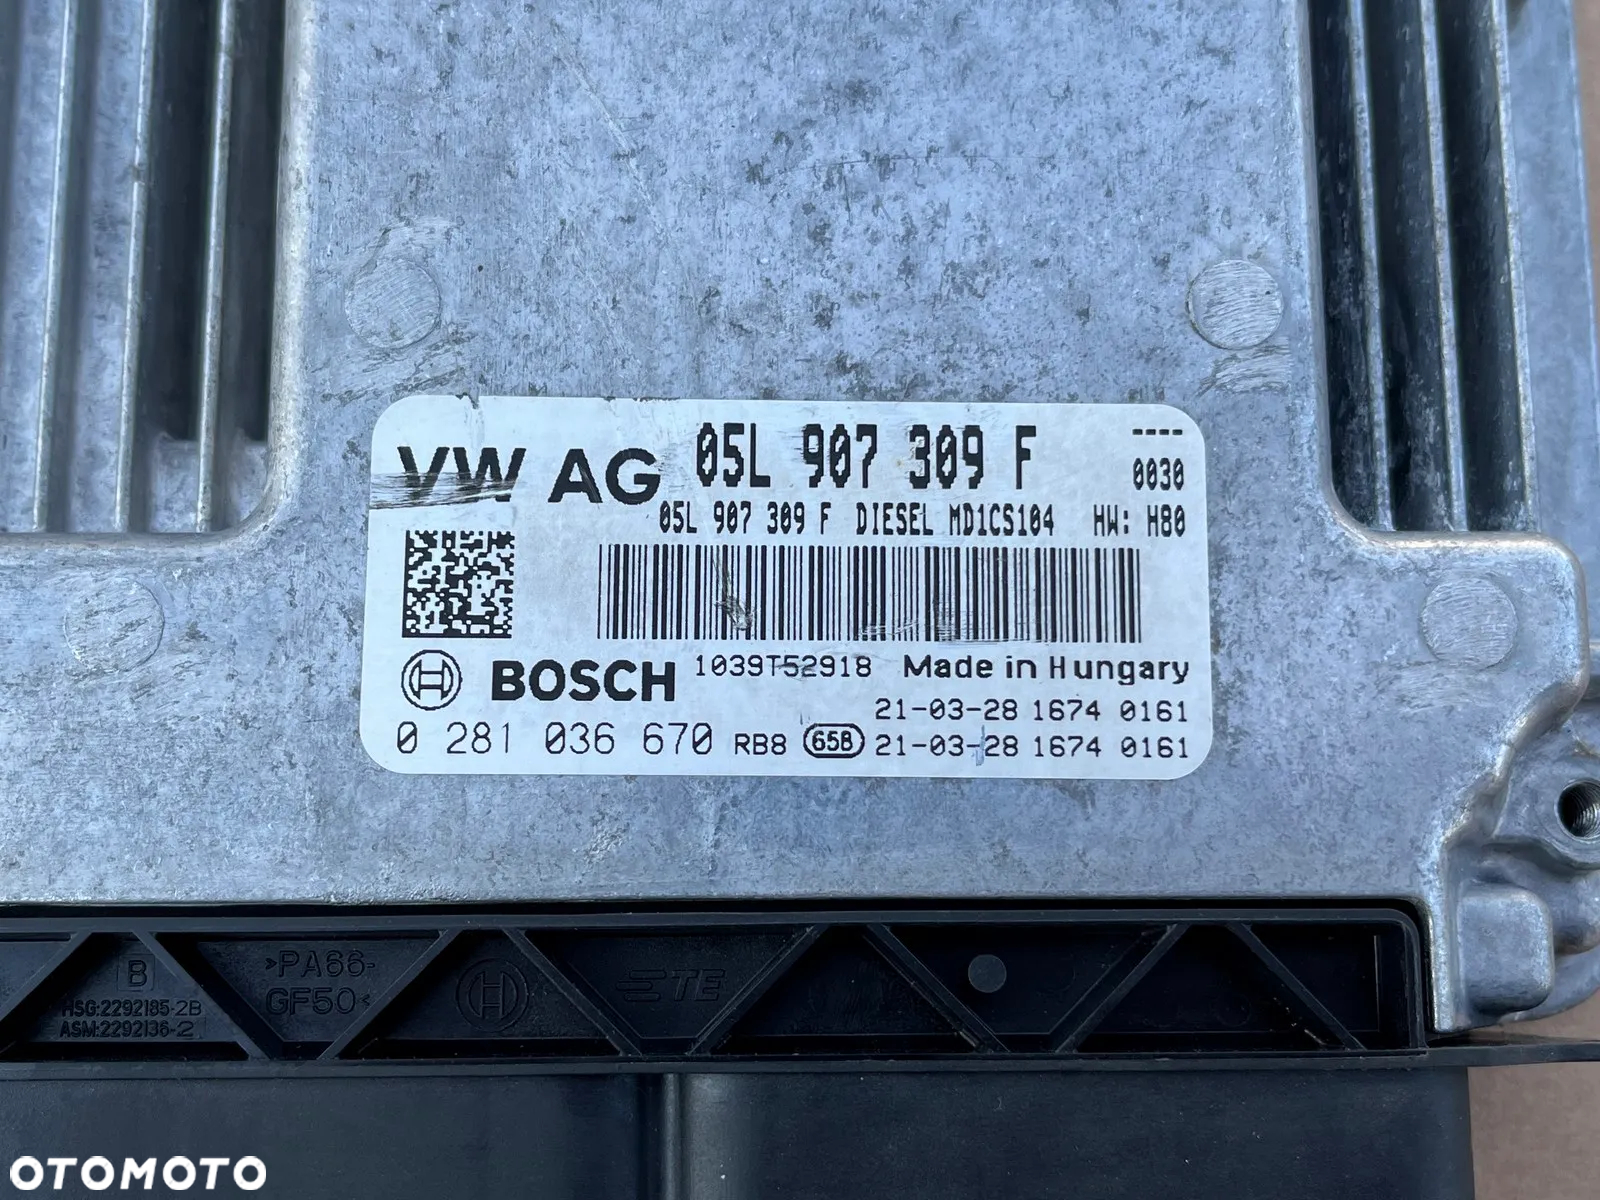 VW AG 05L 907 309 F ----
0030
05L 907 309 F DIESEL MD1CS104 HW: H80
BOSCH 1039T52918 Made in Hungary
21-03-28 1674 0161
0 281 036 670 RB8 65B 21-03-28 1674 0161
B
>PA66-
GF50<
HSG:2292185-2B
ASM:2292136-2
TE
OTOMOTO